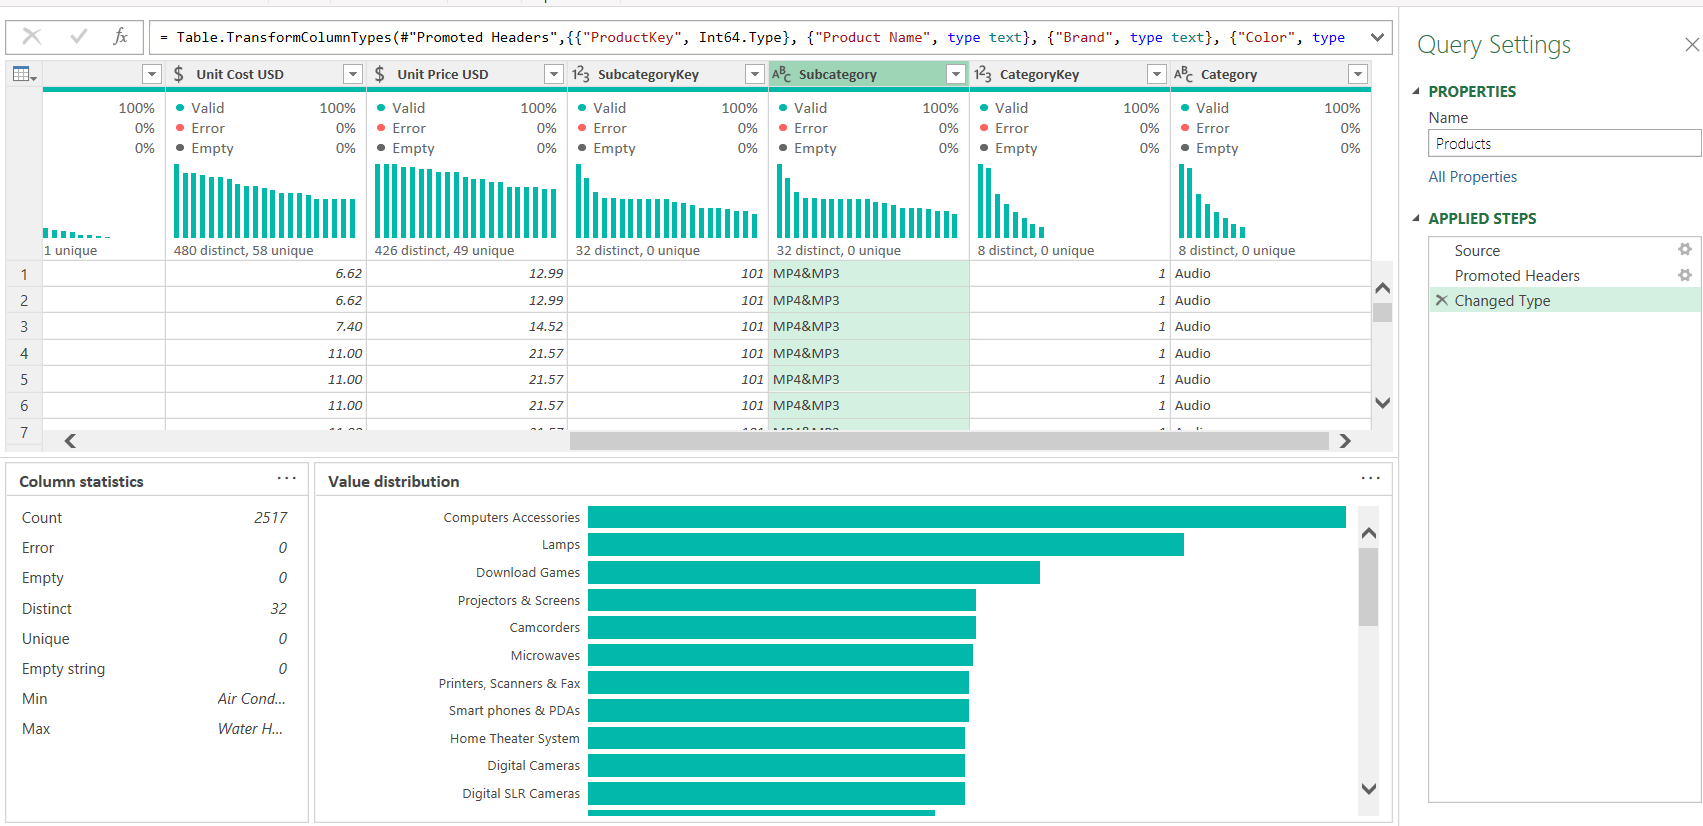 fx
= Table.TransformColumnTypes(#"Promoted Headers",{{"ProductKey", Int64.Type}, {"Product Name", type text}, {"Brand", type text}, {"Color", type
$ Unit Cost USD $ Unit Price USD 123 SubcategoryKey ABC Subcategory 123 CategoryKey ABC Category
100% Valid 100% Valid 100% Valid 100% Valid 100% Valid 100% Valid 100%
0% Error 0% Error 0% Error 0% Error 0% Error 0% Error 0%
0% Empty 0% Empty 0% Empty 0% Empty 0% Empty 0% Empty 0%
1 unique 480 distinct, 58 unique 426 distinct, 49 unique 32 distinct, 0 unique 32 distinct, 0 unique 8 distinct, 0 unique 8 distinct, 0 unique
1 6.62 12.99 101 MP4&MP3 1 Audio
2 6.62 12.99 101 MP4&MP3 1 Audio
3 7.40 14.52 101 MP4&MP3 1 Audio
4 11.00 21.57 101 MP4&MP3 1 Audio
5 11.00 21.57 101 MP4&MP3 1 Audio
6 11.00 21.57 101 MP4&MP3 1 Audio
7
Column statistics
Count 2517
Error 0
Empty 0
Distinct 32
Unique 0
Empty string 0
Min Air Cond...
Max Water H...
Value distribution
Computers Accessories
Lamps
Download Games
Projectors & Screens
Camcorders
Microwaves
Printers, Scanners & Fax
Smart phones & PDAs
Home Theater System
Digital Cameras
Digital SLR Cameras
Query Settings
PROPERTIES
Name
Products
All Properties
APPLIED STEPS
Source
Promoted Headers
Changed Type